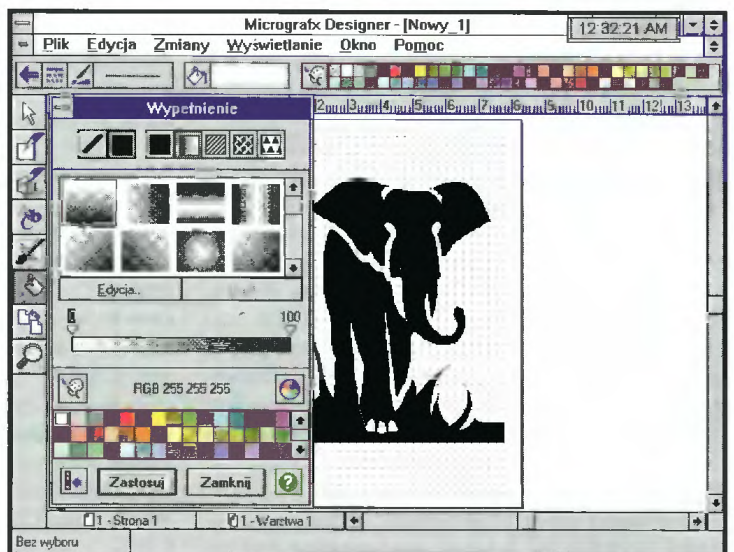 Micrografx Designer - [Nowy_1]
12:32:21 AM
Plik Edycja Zmiany Wyświetlanie Okno Pomoc
Wypełnienie
Edycja..
0 100
RGB 255 255 255
Zastosuj Zamknij
1 - Strona 1 1 - Warstwa 1
Bez wyboru